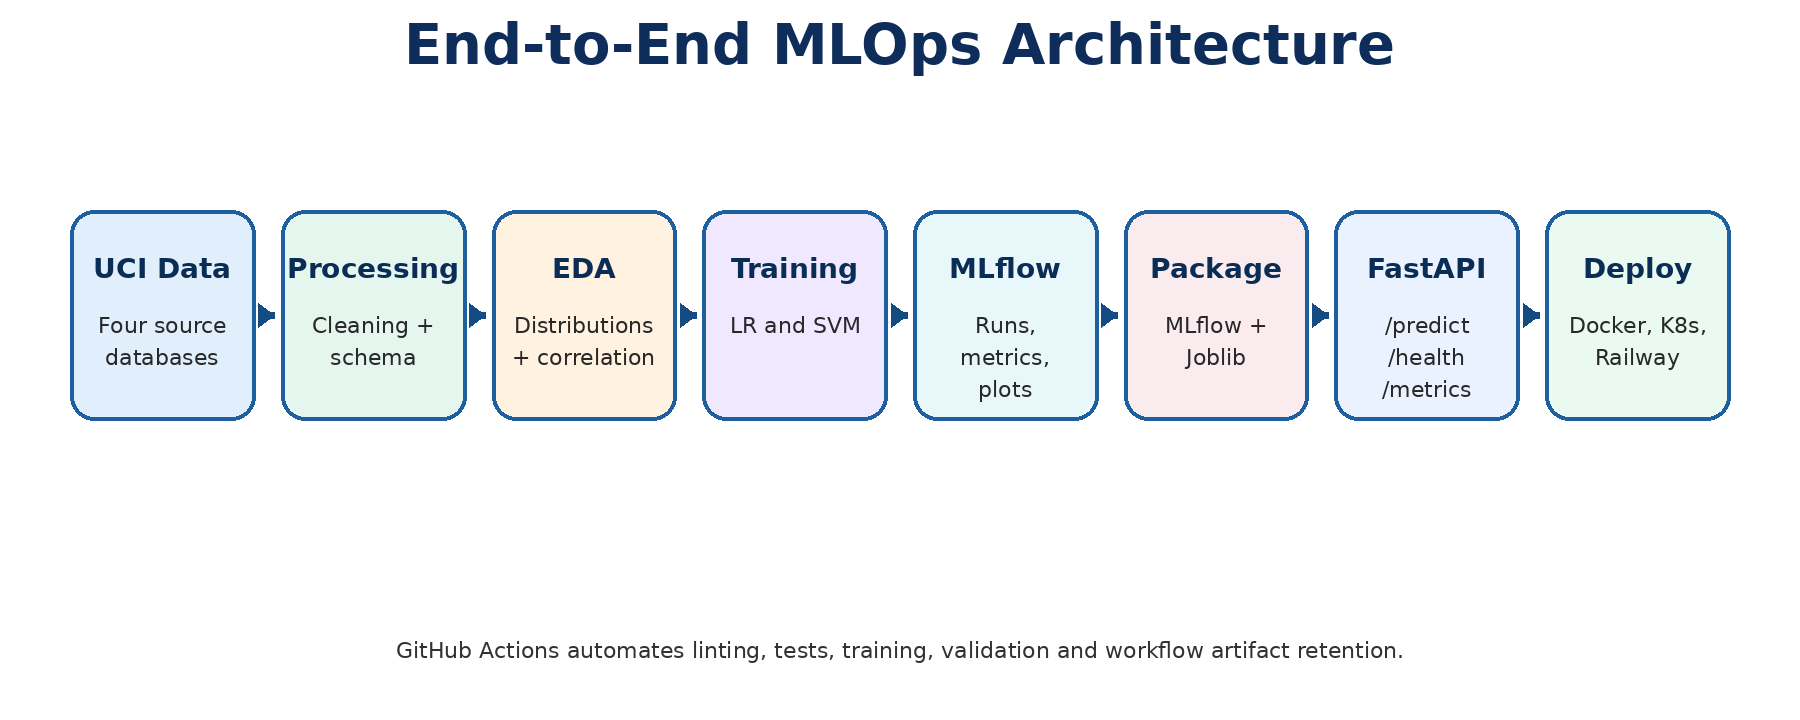 End-to-End MLOps Architecture
UCI Data
Four source
databases
Processing
Cleaning +
schema
EDA
Distributions
+ correlation
Training
LR and SVM
MLflow
Runs,
metrics,
plots
Package
MLflow +
Joblib
FastAPI
/predict
/health
/metrics
Deploy
Docker, K8s,
Railway
GitHub Actions automates linting, tests, training, validation and workflow artifact retention.